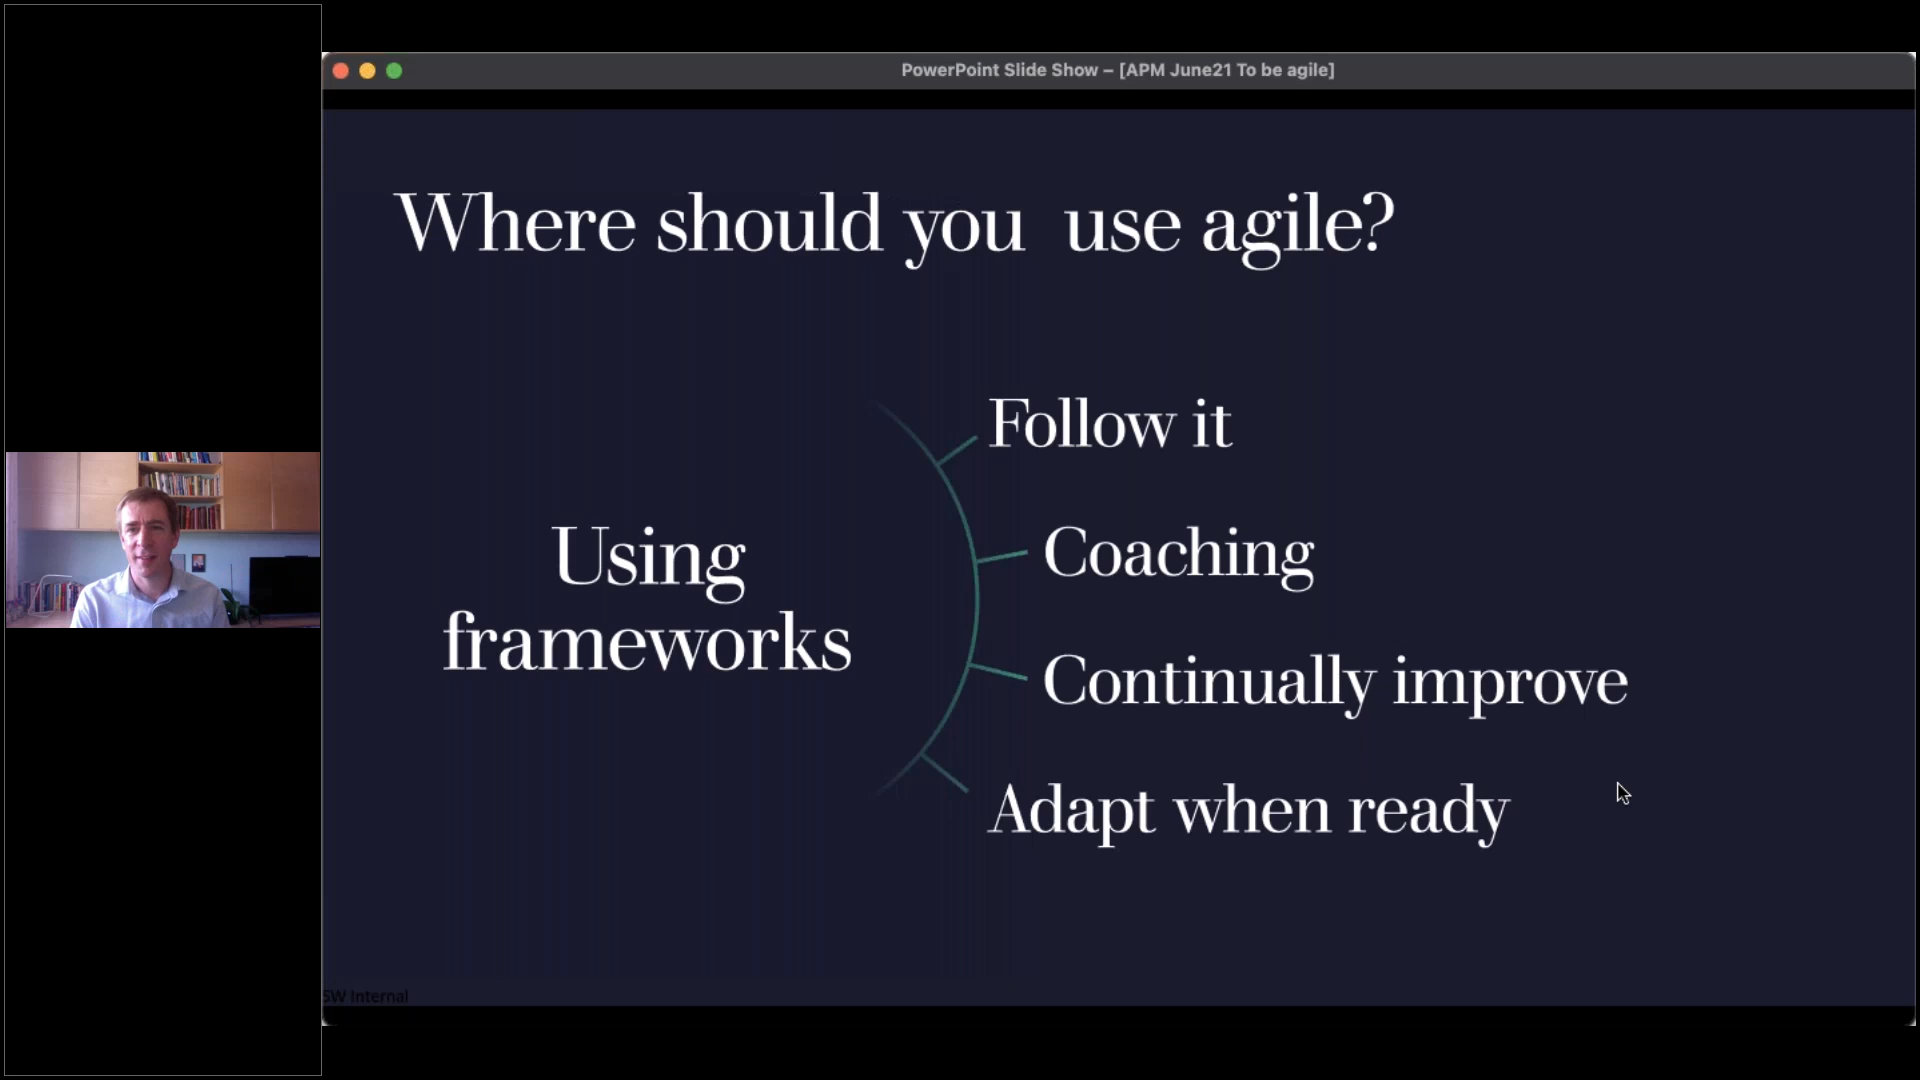 PowerPoint Slide Show – [APM June21 To be agile]
Where should you  use agile?
Using
frameworks
Follow it
Coaching
Continually improve
Adapt when ready
SW Internal